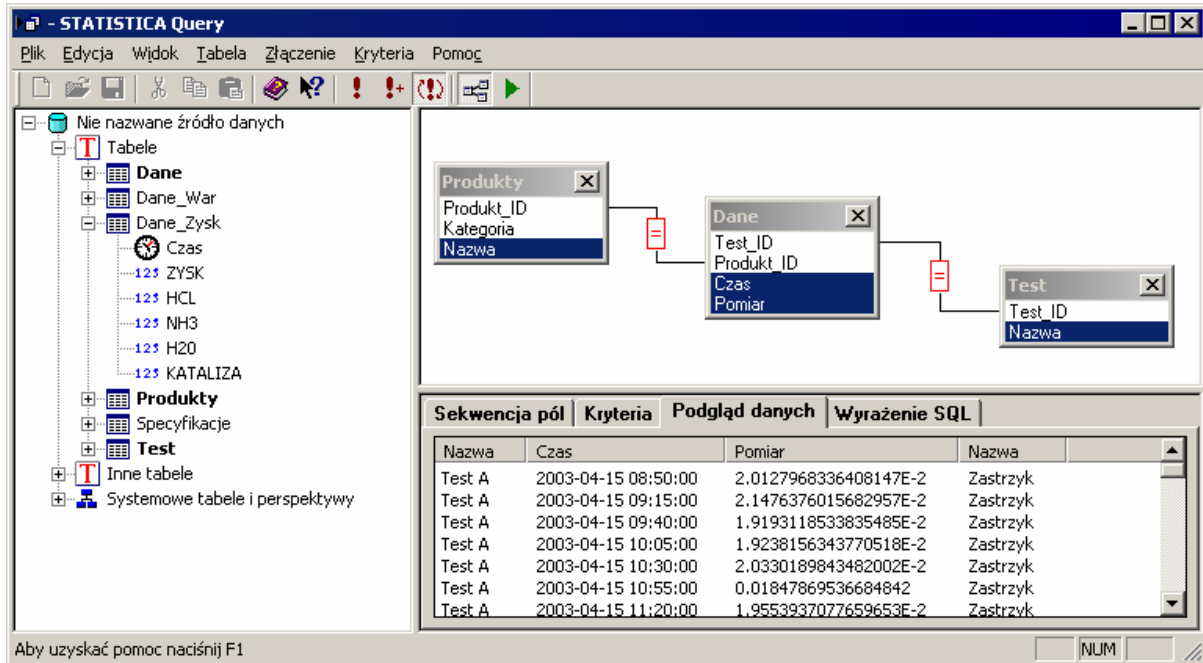 - STATISTICA Query
Plik Edycja Widok Tabela Złączenie Kryteria Pomoc
Nie nazwane źródło danych
T Tabele
Dane
Dane_War
Dane_Zysk
Czas
123 ZYSK
123 HCL
123 NH3
123 H20
123 KATALIZA
Produkty
Specyfikacje
Test
T Inne tabele
Systemowe tabele i perspektywy
Produkty
Produkt_ID
Kategoria
Nazwa
=
Dane
Test_ID
Produkt_ID
Czas
Pomiar
=
Test
Test_ID
Nazwa
Sekwencja pól Kryteria Podgląd danych Wyrażenie SQL
Nazwa Czas Pomiar Nazwa
Test A 2003-04-15 08:50:00 2.0127968336408147E-2 Zastrzyk
Test A 2003-04-15 09:15:00 2.1476376015682957E-2 Zastrzyk
Test A 2003-04-15 09:40:00 1.9193118533835485E-2 Zastrzyk
Test A 2003-04-15 10:05:00 1.9238156343770518E-2 Zastrzyk
Test A 2003-04-15 10:30:00 2.0330189843482002E-2 Zastrzyk
Test A 2003-04-15 10:55:00 0.01847869536684842 Zastrzyk
Test A 2003-04-15 11:20:00 1.9553937077659653E-2 Zastrzyk
Aby uzyskać pomoc naciśnij F1
NUM